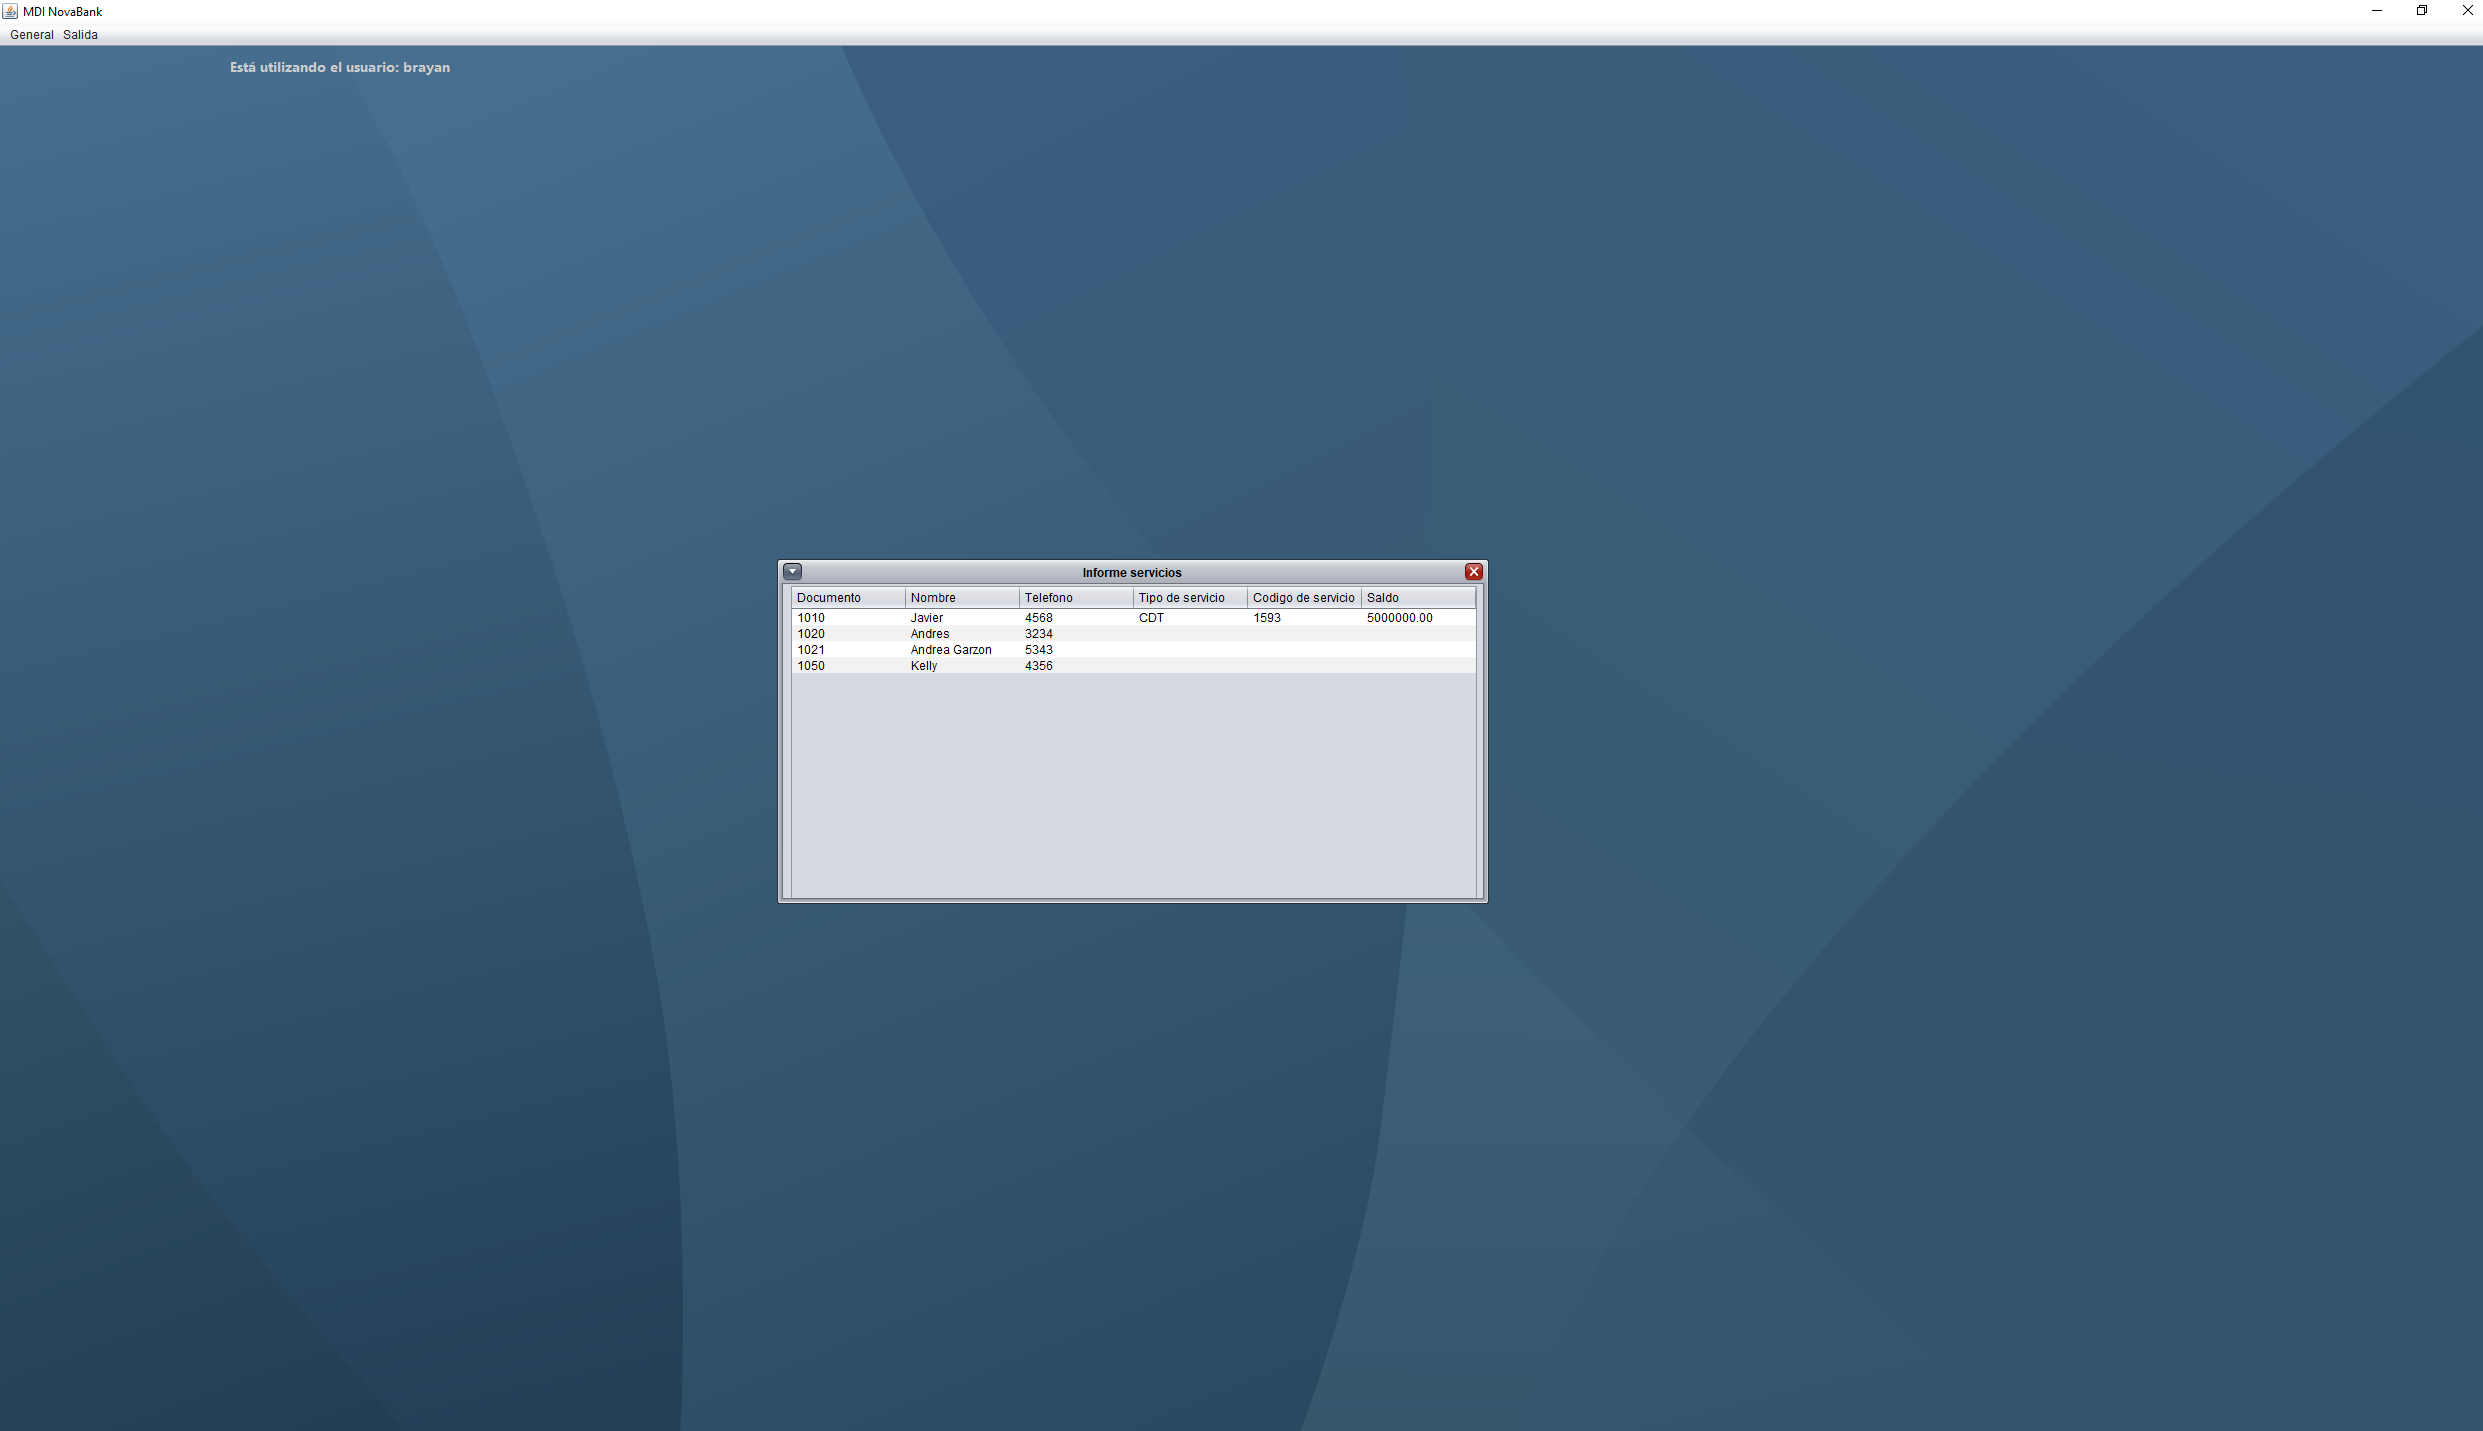 MDI NovaBank
General Salida
Está utilizando el usuario: brayan
Informe servicios
Documento Nombre Telefono Tipo de servicio Codigo de servicio Saldo
1010 Javier 4568 CDT 1593 5000000.00
1020 Andres 3234
1021 Andrea Garzon 5343
1050 Kelly 4356